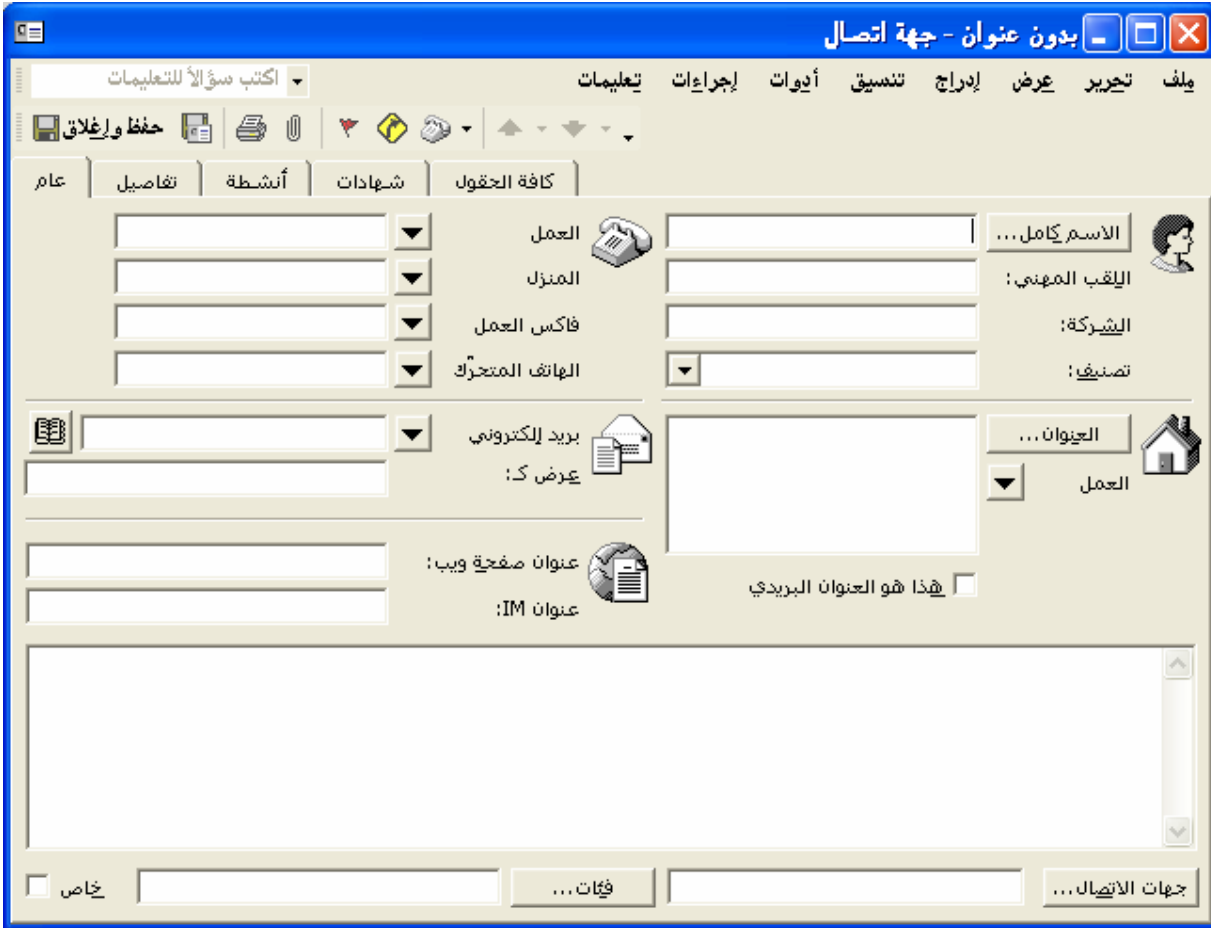 بدون عنوان - جهة اتصال
ملف تحرير عرض إدراج تنسيق أدوات إجراءات تعليمات اكتب سؤالاً للتعليمات
حفظ وإغلاق
عام تفاصيل أنشطة شهادات كافة الحقول
الاسم كامل... العمل
اللقب المهني: المنزل
الشركة: فاكس العمل
تصنيف: الهاتف المتحرّك
العنوان... بريد إلكتروني
العمل عرض كـ:
هذا هو العنوان البريدي عنوان صفحة ويب:
عنوان IM:
جهات الاتصال... فئات... خاص